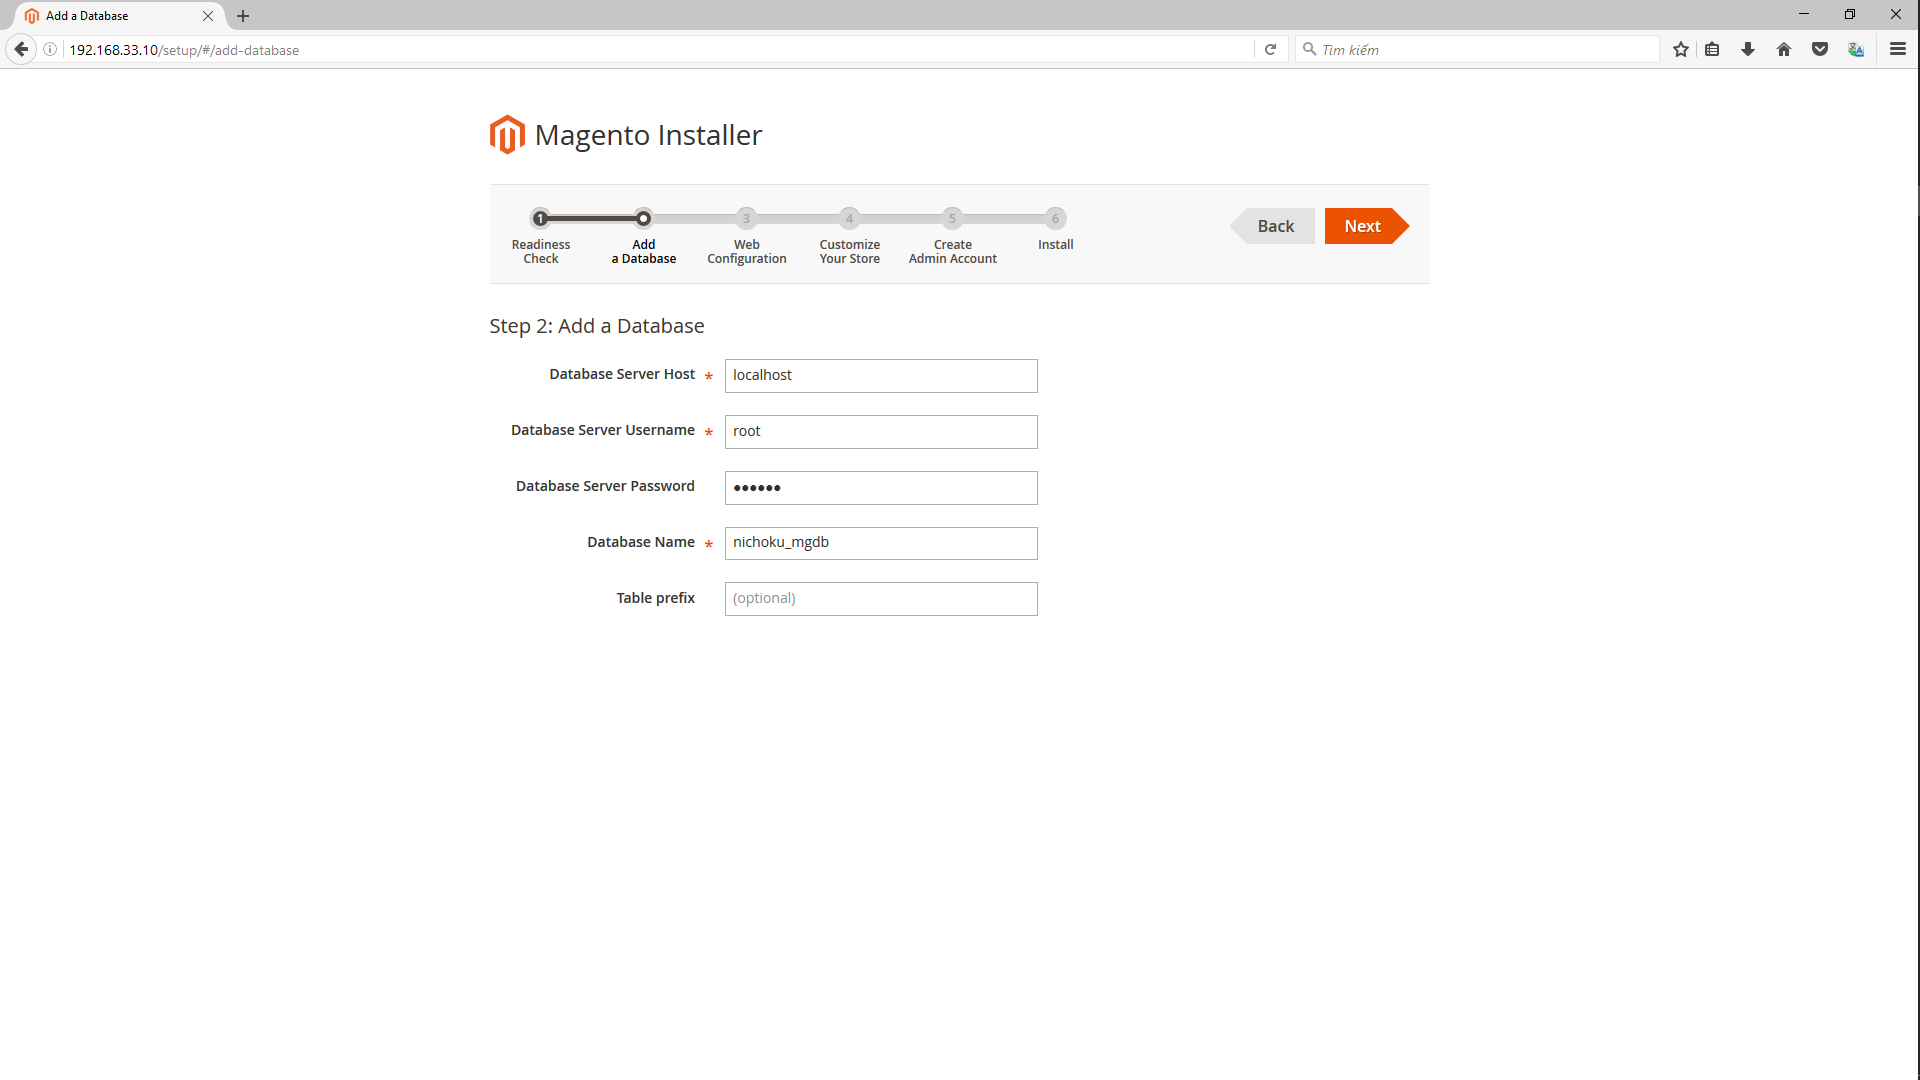 Add a Database
192.168.33.10/setup/#/add-database
Tìm kiếm
Magento Installer
1
3
4
5
6
Readiness
Check
Add
a Database
Web
Configuration
Customize
Your Store
Create
Admin Account
Install
Back
Next
Step 2: Add a Database
Database Server Host * localhost
Database Server Username * root
Database Server Password ••••••
Database Name * nichoku_mgdb
Table prefix (optional)